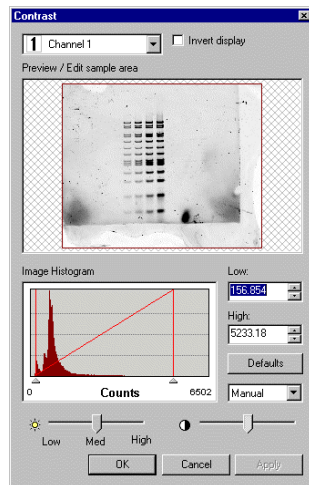 Contrast
1 Channel 1
Invert display
Preview / Edit sample area
Image Histogram
Low:
156.854
High:
5233.18
Defaults
0 Counts 6502
Manual
Low Med High
OK Cancel Apply